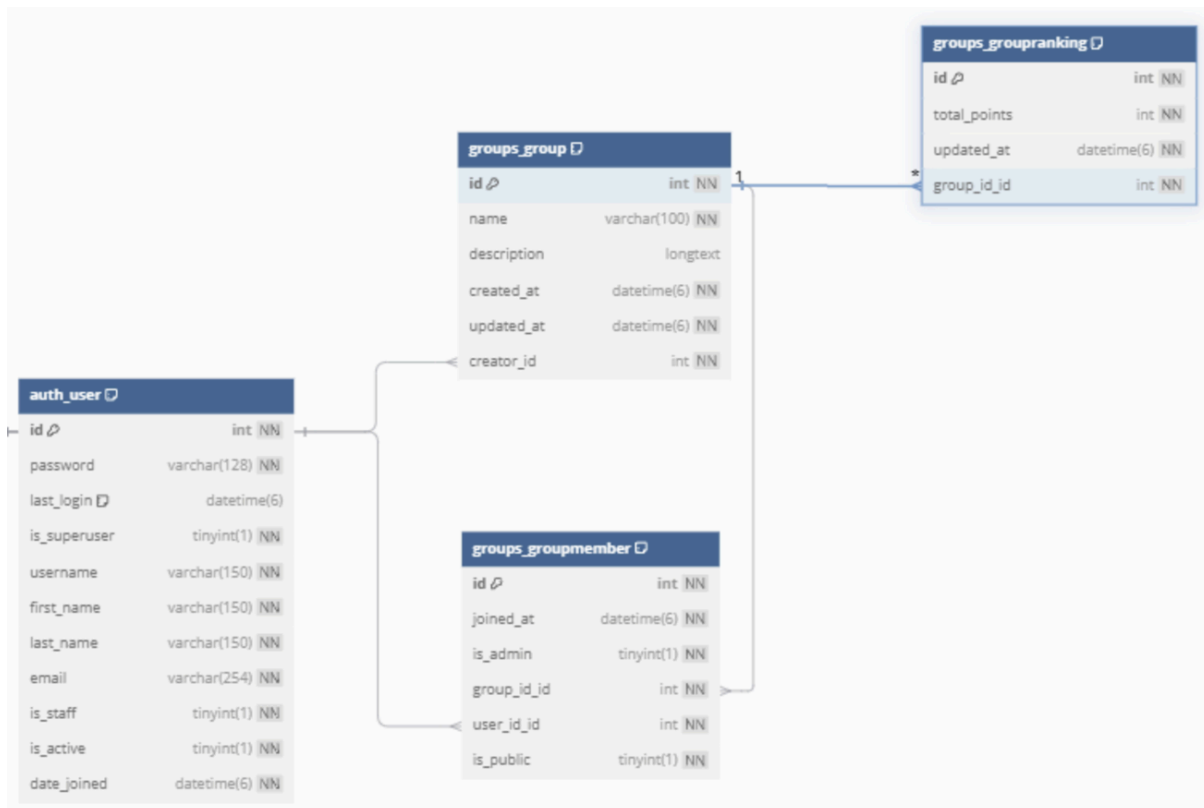 groups_groupranking
id int NN
total_points int NN
updated_at datetime(6) NN
group_id_id int NN
groups_group
id int NN
name varchar(100) NN
description longtext
created_at datetime(6) NN
updated_at datetime(6) NN
creator_id int NN
1
*
auth_user
id int NN
password varchar(128) NN
last_login datetime(6)
is_superuser tinyint(1) NN
username varchar(150) NN
first_name varchar(150) NN
last_name varchar(150) NN
email varchar(254) NN
is_staff tinyint(1) NN
is_active tinyint(1) NN
date_joined datetime(6) NN
groups_groupmember
id int NN
joined_at datetime(6) NN
is_admin tinyint(1) NN
group_id_id int NN
user_id_id int NN
is_public tinyint(1) NN